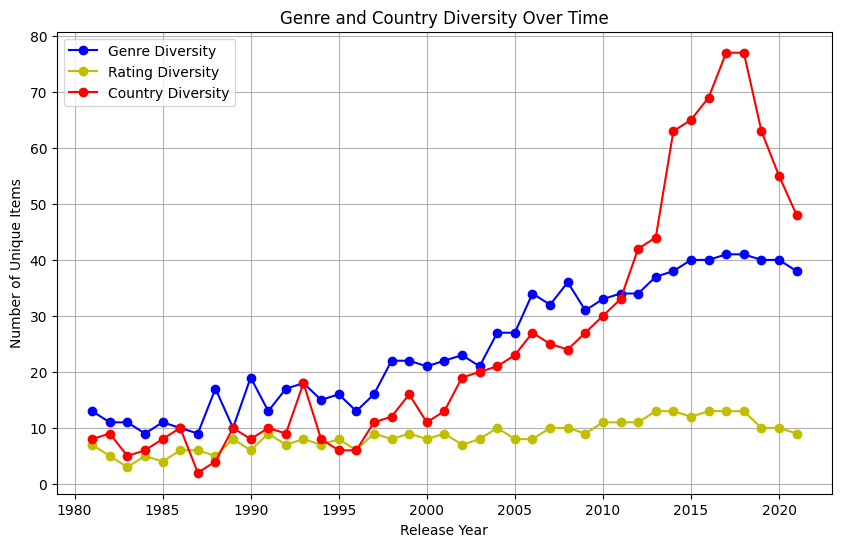 Genre and Country Diversity Over Time
Genre Diversity
Rating Diversity
Country Diversity
Number of Unique Items
80
70
60
50
40
30
20
10
0
1980 1985 1990 1995 2000 2005 2010 2015 2020
Release Year